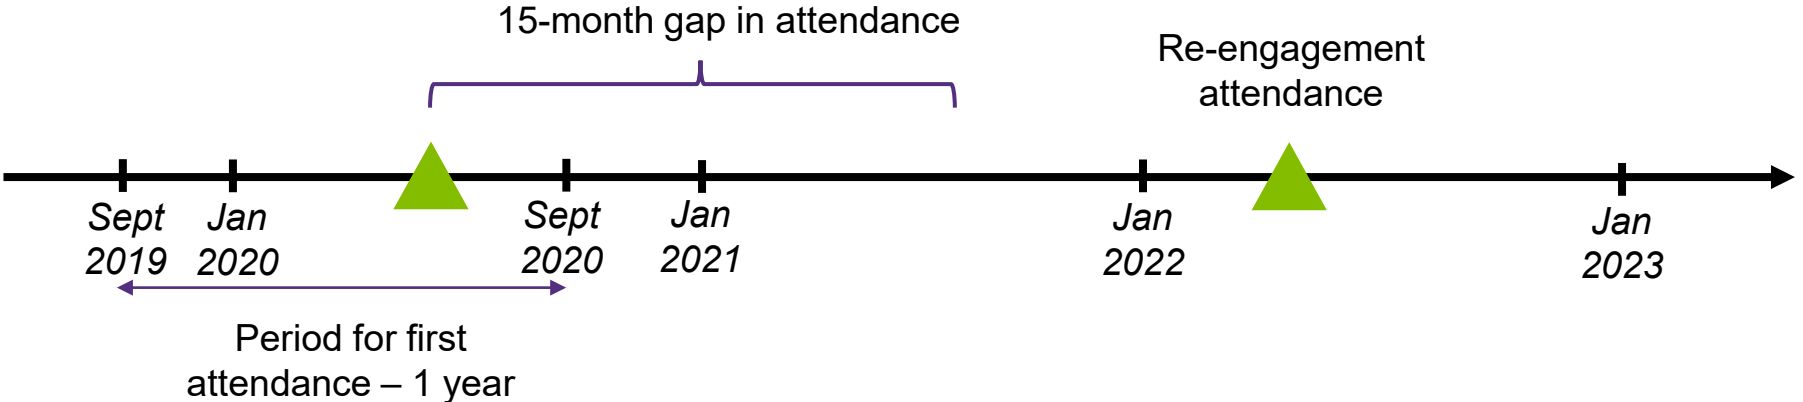 15-month gap in attendance
Re-engagement
attendance
Sept
2019
Jan
2020
Sept
2020
Jan
2021
Jan
2022
Jan
2023
Period for first
attendance – 1 year